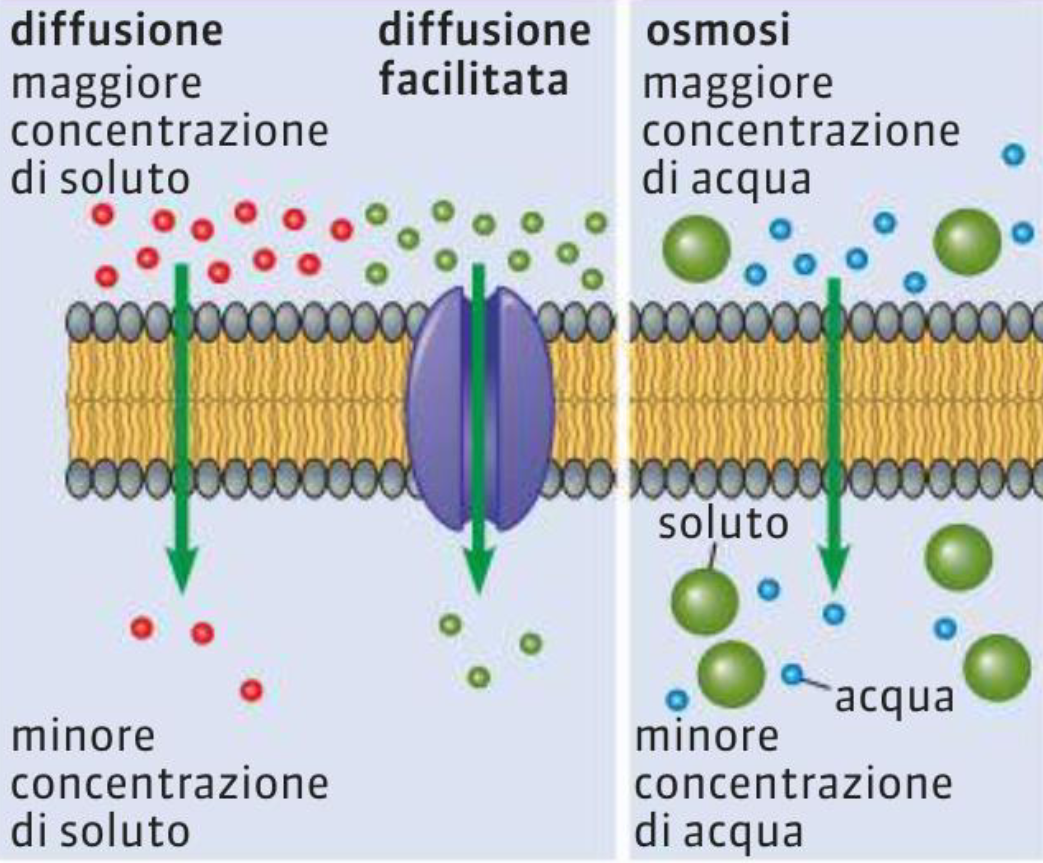 diffusione
maggiore
concentrazione
di soluto
diffusione
facilitata
osmosi
maggiore
concentrazione
di acqua
soluto
acqua
minore
concentrazione
di soluto
minore
concentrazione
di acqua